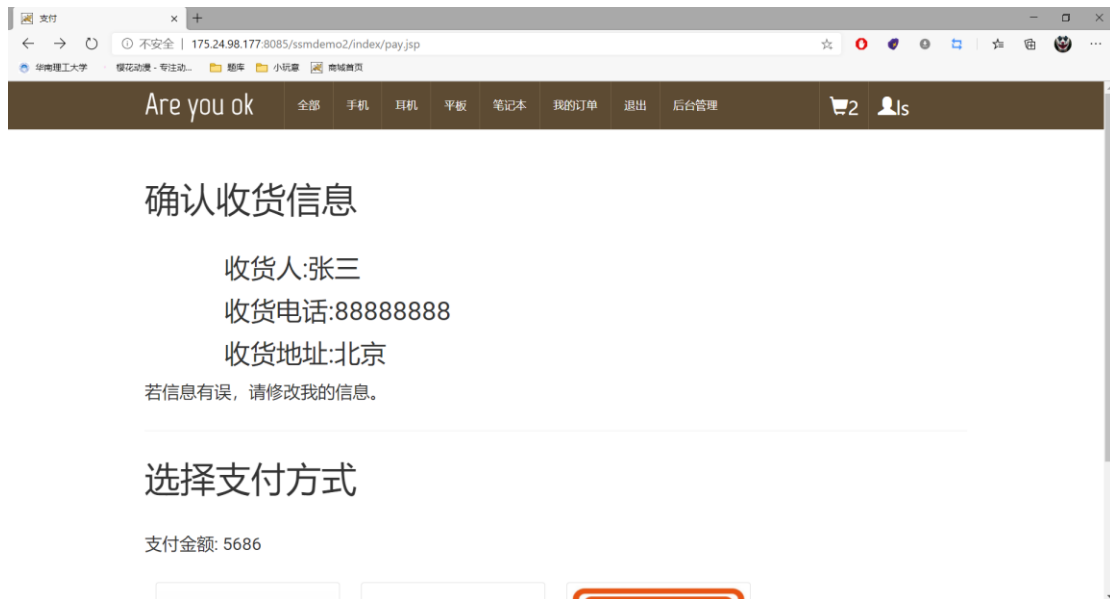 支付
不安全 | 175.24.98.177:8085/ssmdemo2/index/pay.jsp
华南理工大学 樱花动漫 - 专注动... 题库 小玩意 商城首页
Are you ok 全部 手机 耳机 平板 笔记本 我的订单 退出 后台管理 2 ls
确认收货信息
收货人:张三
收货电话:88888888
收货地址:北京
若信息有误，请修改我的信息。
选择支付方式
支付金额: 5686